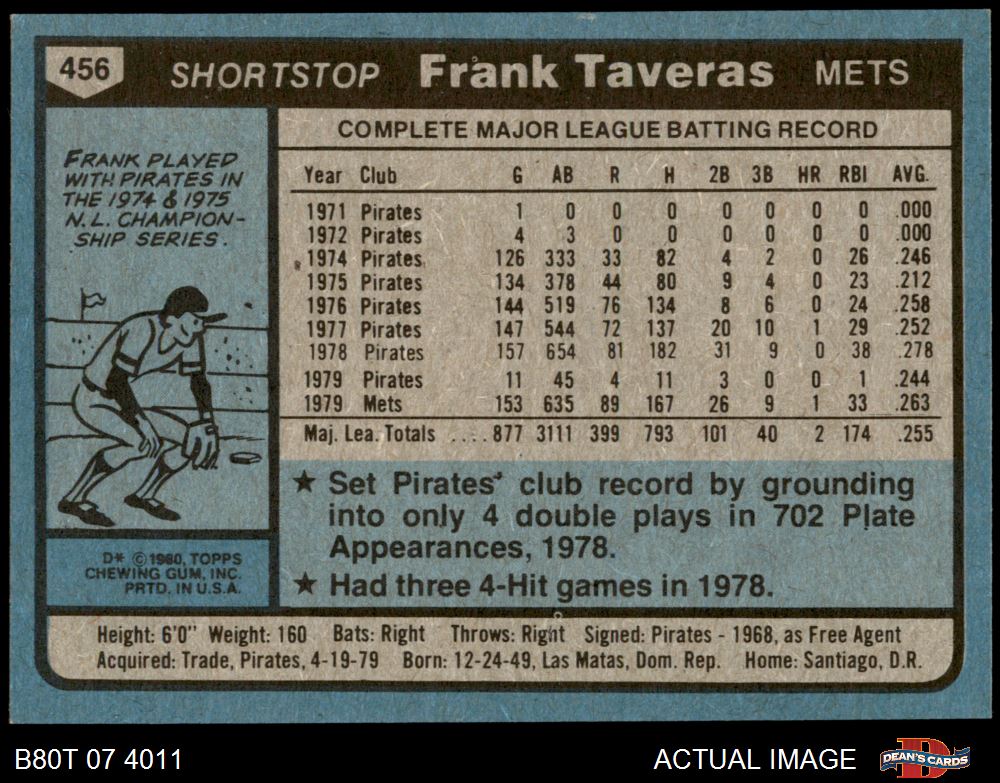 456 SHORTSTOP Frank Taveras METS
FRANK PLAYED
WITH PIRATES IN
THE 1974 & 1975
N.L. CHAMPION-
SHIP SERIES.
D* © 1980, TOPPS
CHEWING GUM, INC.
PRTD. IN U.S.A.
COMPLETE MAJOR LEAGUE BATTING RECORD
Year Club G AB R H 2B 3B HR RBI AVG.
1971 Pirates 1 0 0 0 0 0 0 0 .000
1972 Pirates 4 3 0 0 0 0 0 0 .000
1974 Pirates 126 333 33 82 4 2 0 26 .246
1975 Pirates 134 378 44 80 9 4 0 23 .212
1976 Pirates 144 519 76 134 8 6 0 24 .258
1977 Pirates 147 544 72 137 20 10 1 29 .252
1978 Pirates 157 654 81 182 31 9 0 38 .278
1979 Pirates 11 45 4 11 3 0 0 1 .244
1979 Mets 153 635 89 167 26 9 1 33 .263
Maj. Lea. Totals .... 877 3111 399 793 101 40 2 174 .255
★ Set Pirates' club record by grounding
into only 4 double plays in 702 Plate
Appearances, 1978.
★ Had three 4-Hit games in 1978.
Height: 6'0" Weight: 160 Bats: Right Throws: Right Signed: Pirates - 1968, as Free Agent
Acquired: Trade, Pirates, 4-19-79 Born: 12-24-49, Las Matas, Dom. Rep. Home: Santiago, D.R.
B80T 07 4011 ACTUAL IMAGE DEAN'S CARDS